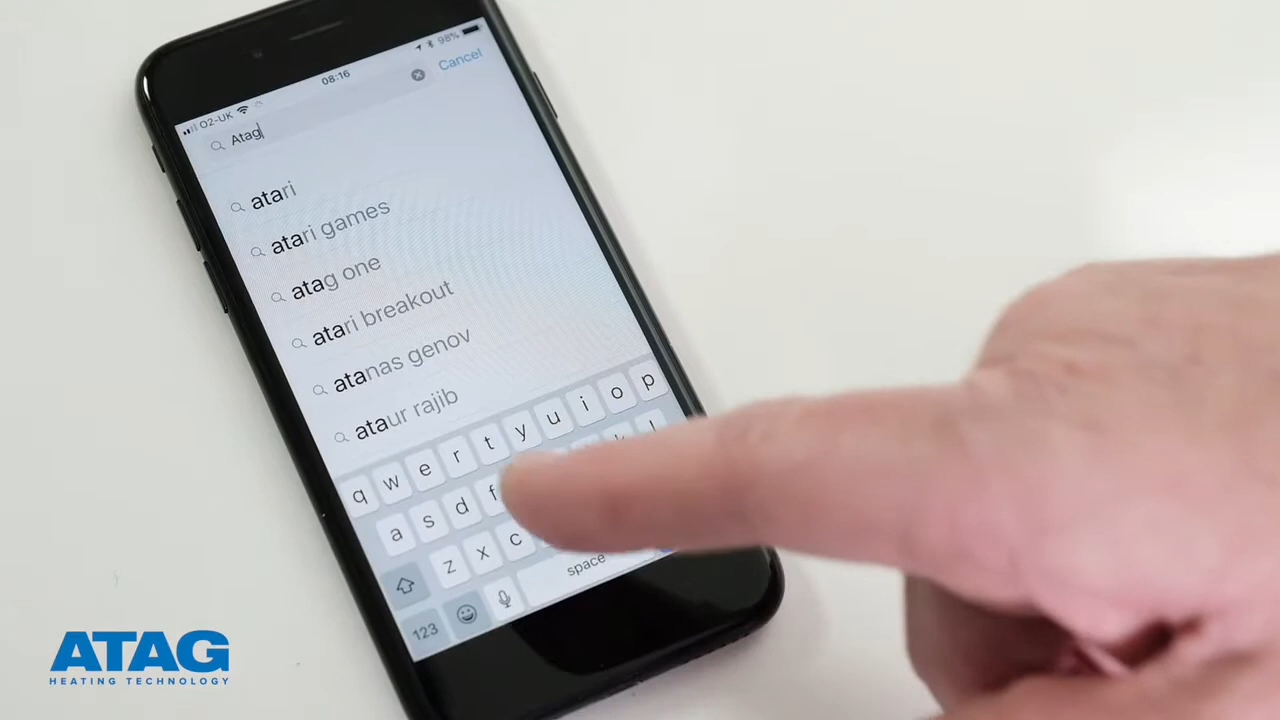 O2-UK 08:16 98%
Atag Cancel
atari
atari games
atag one
atari breakout
atanas genov
ataur rajib
q w e r t y u i o p
a s d f
z x c
123 space
ATAG
HEATING TECHNOLOGY